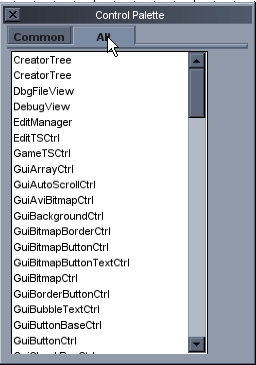 Control Palette
Common
All
CreatorTree
CreatorTree
DbgFileView
DebugView
EditManager
EditTSCtrl
GameTSCtrl
GuiArrayCtrl
GuiAutoScrollCtrl
GuiAviBitmapCtrl
GuiBackgroundCtrl
GuiBitmapBorderCtrl
GuiBitmapButtonCtrl
GuiBitmapButtonTextCtrl
GuiBitmapCtrl
GuiBorderButtonCtrl
GuiBubbleTextCtrl
GuiButtonBaseCtrl
GuiButtonCtrl